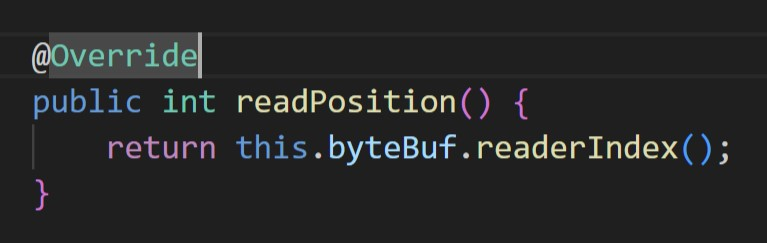 @Override
public int readPosition() {
    return this.byteBuf.readerIndex();
}